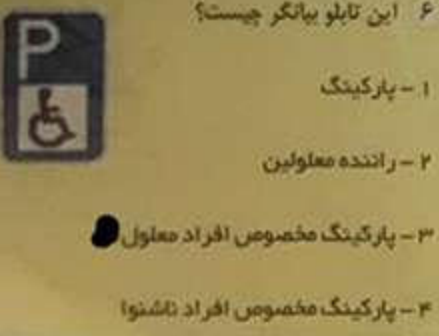 ۶ این تابلو بیانگر چیست؟
P
۱ - پارکینگ
۲ - راننده معلولین
۳ - پارکینگ مخصوص افراد معلول
۴ - پارکینگ مخصوص افراد ناشنوا